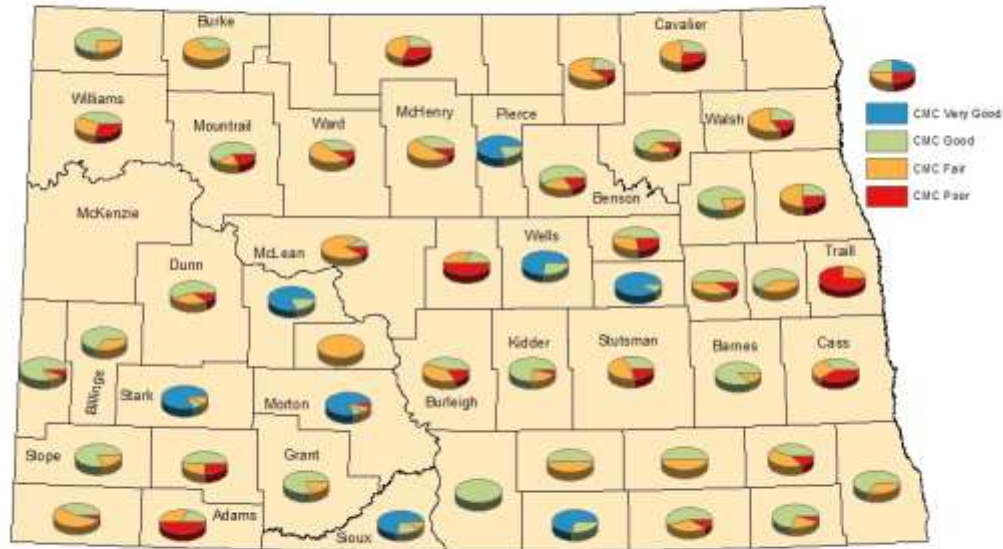 Burke
Cavalier
Williams
Mountrail
Ward
McHenry
Pierce
Walsh
Benson
McKenzie
McLean
Wells
Dunn
Traill
Billings
Stark
Morton
Burleigh
Kidder
Stutsman
Barnes
Cass
Slope
Grant
Adams
Sioux
CMC Very Good
CMC Good
CMC Fair
CMC Poor